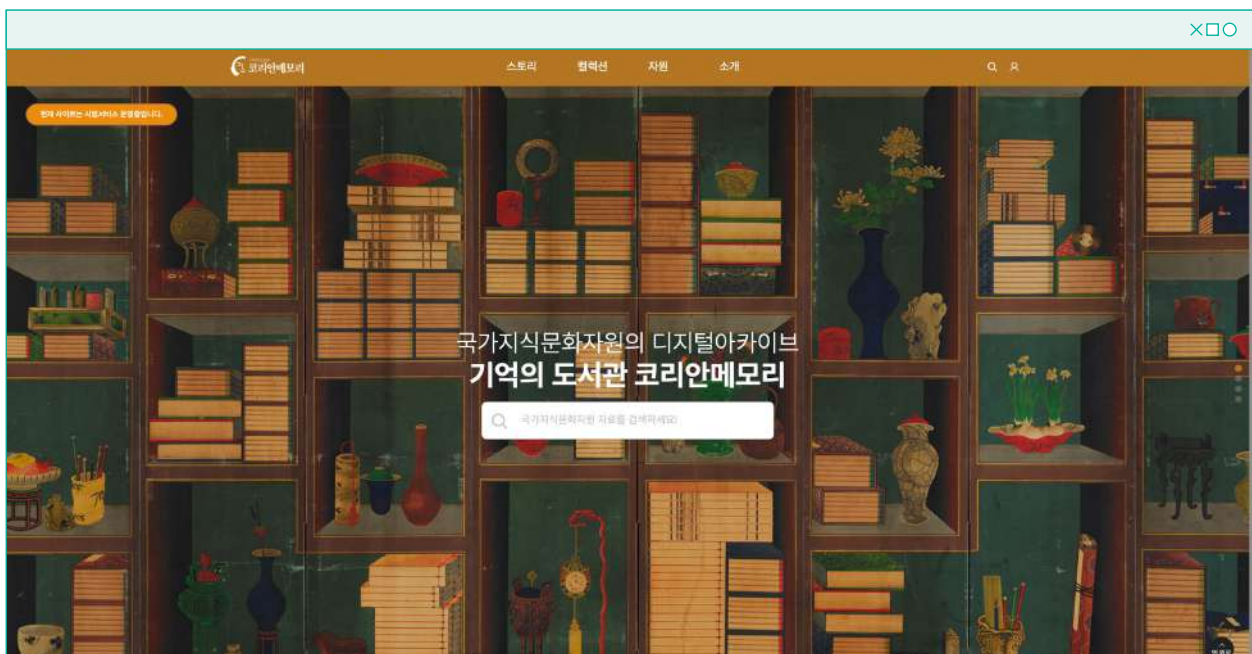 코리안메모리
스토리
컬렉션
자원
소개
현재 사이트는 시범서비스 운영중입니다.
국가지식문화자원의 디지털아카이브
기억의 도서관 코리안메모리
국가지식문화자원 자료를 검색하세요!
맨 위로